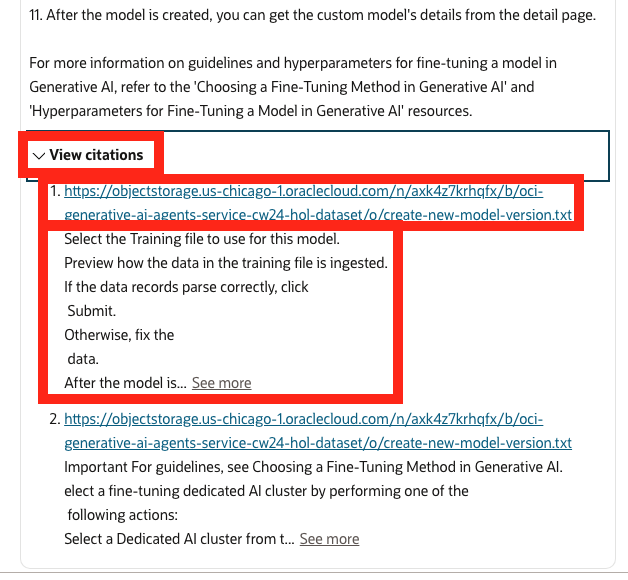 11. After the model is created, you can get the custom model's details from the detail page.
For more information on guidelines and hyperparameters for fine-tuning a model in
Generative AI, refer to the 'Choosing a Fine-Tuning Method in Generative AI' and
'Hyperparameters for Fine-Tuning a Model in Generative AI' resources.
View citations
1. https://objectstorage.us-chicago-1.oraclecloud.com/n/axk4z7krhqfx/b/oci-
generative-ai-agents-service-cw24-hol-dataset/o/create-new-model-version.txt
Select the Training file to use for this model.
Preview how the data in the training file is ingested.
If the data records parse correctly, click
Submit.
Otherwise, fix the
data.
After the model is... See more
2. https://objectstorage.us-chicago-1.oraclecloud.com/n/axk4z7krhqfx/b/oci-
generative-ai-agents-service-cw24-hol-dataset/o/create-new-model-version.txt
Important For guidelines, see Choosing a Fine-Tuning Method in Generative AI.
elect a fine-tuning dedicated AI cluster by performing one of the
following actions:
Select a Dedicated AI cluster from t... See more